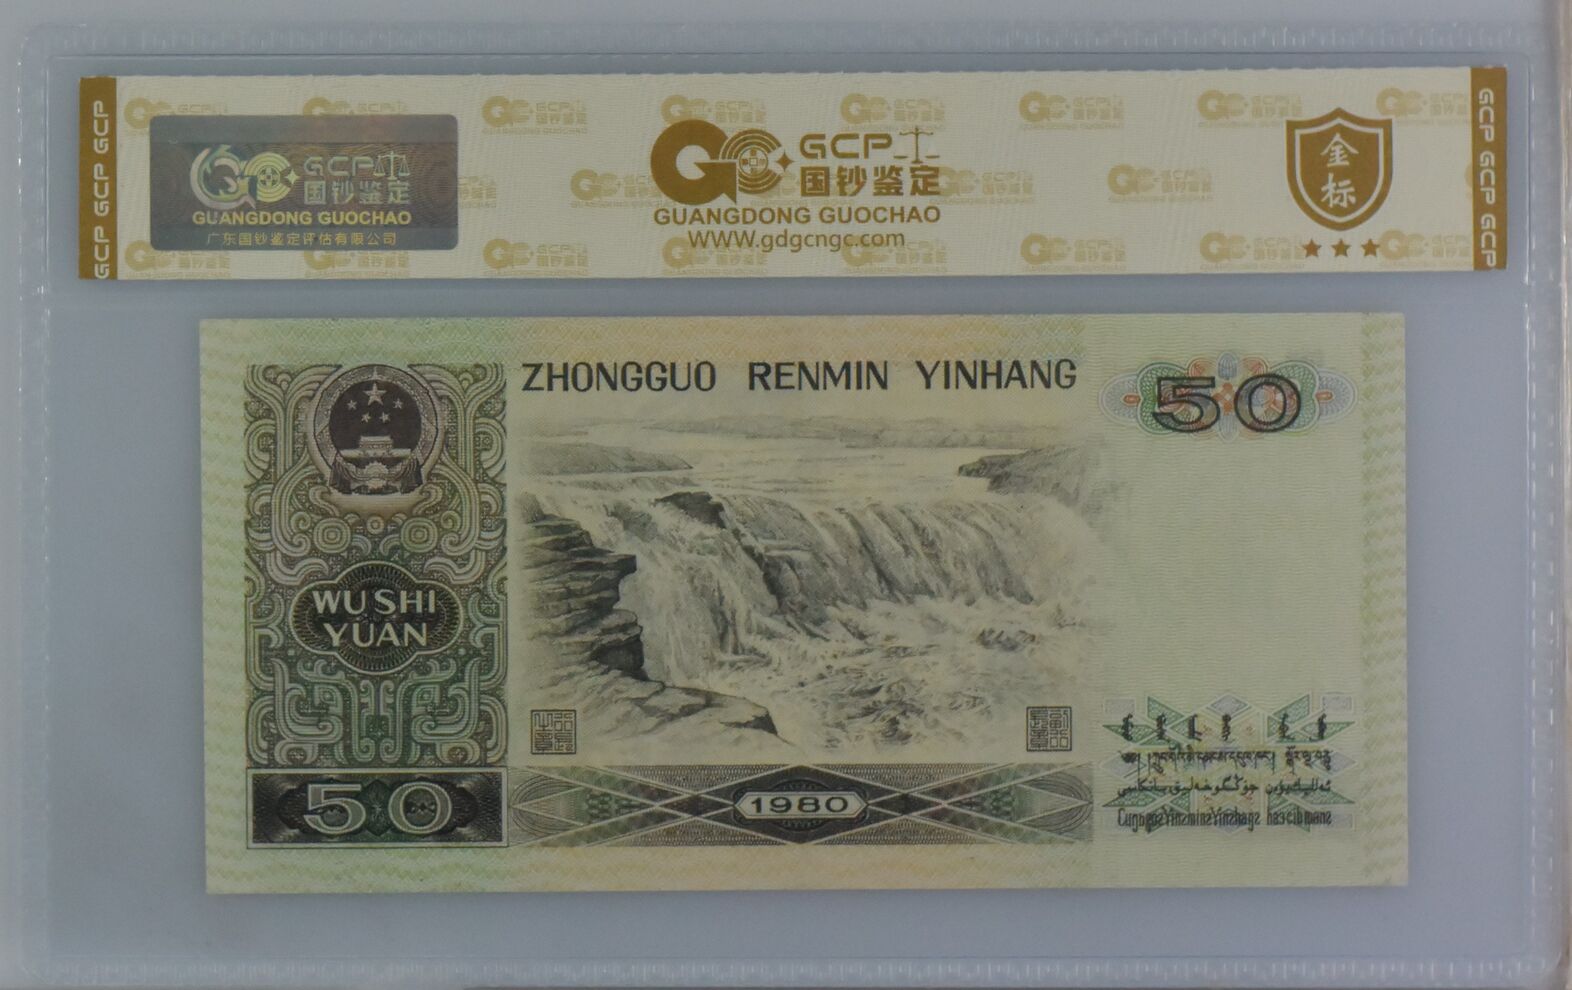 GCP GCP GCP
GCP
国钞鉴定
GUANGDONG GUOCHAO
广东国钞鉴定评估有限公司
GCP
国钞鉴定
GUANGDONG GUOCHAO
WWW.gdgcngc.com
金
标
GCP GCP GCP
ZHONGGUO RENMIN YINHANG
50
WU SHI
YUAN
50
1980